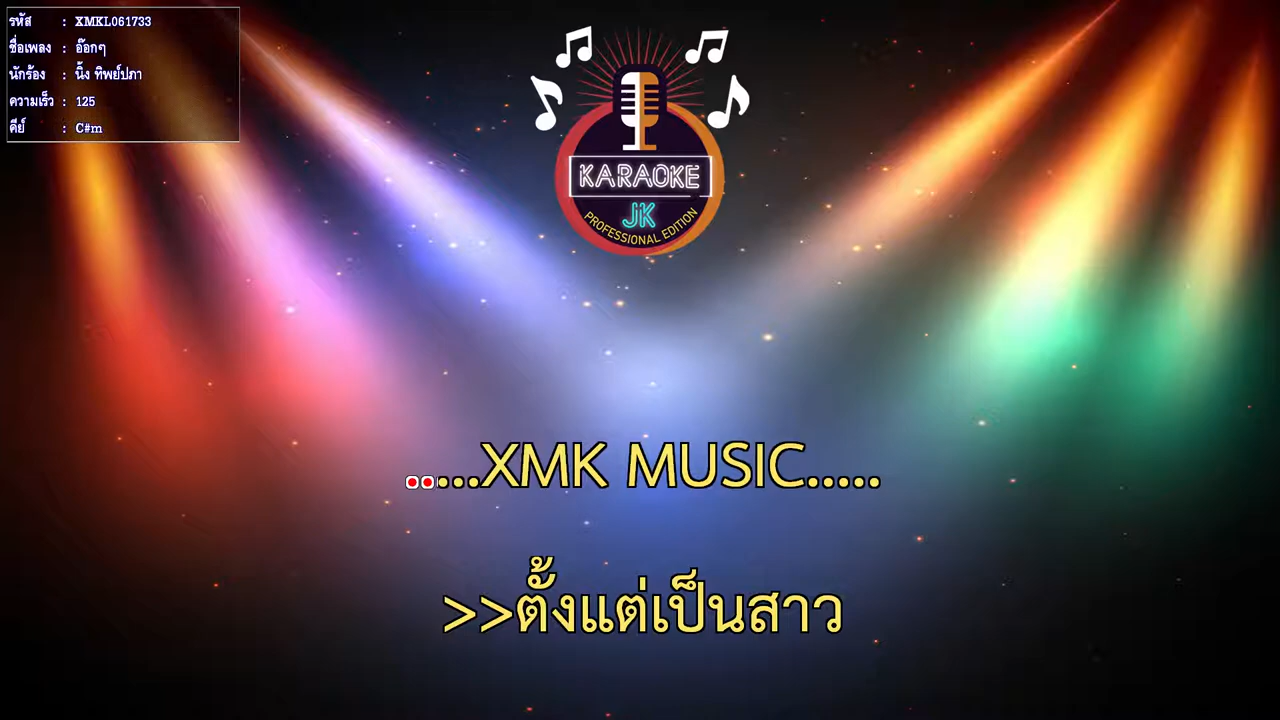 รหัส : XMKL061733
ชื่อเพลง : อ๊อกๆ
นักร้อง : นิ้ง ทิพย์ปภา
ความเร็ว : 125
คีย์ : C#m
KARAOKE
JK
PROFESSIONAL EDITION
.....XMK MUSIC.....
>>ตั้งแต่เป็นสาว